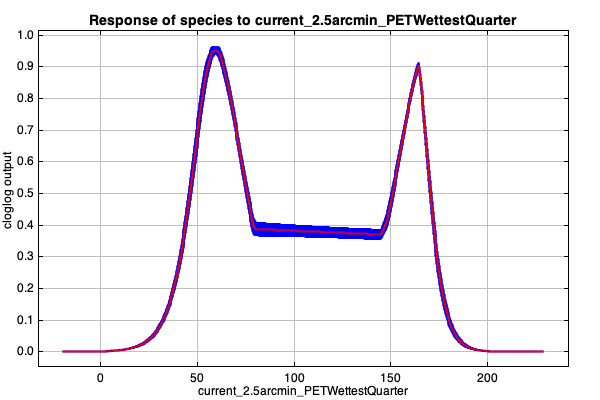 Response of species to current_2.5arcmin_PETWettestQuarter
1.0
0.9
0.8
0.7
0.6
0.5
0.4
0.3
0.2
0.1
0.0
cloglog output
0 50 100 150 200
current_2.5arcmin_PETWettestQuarter